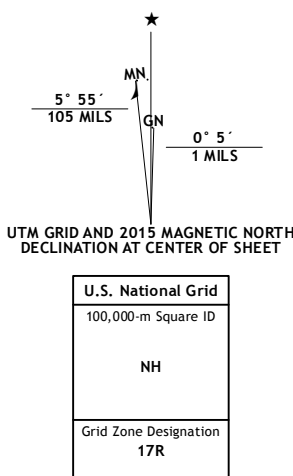 ★
MN
5° 55´
105 MILS
GN
0° 5´
1 MILS
UTM GRID AND 2015 MAGNETIC NORTH
DECLINATION AT CENTER OF SHEET
U.S. National Grid
100,000-m Square ID
NH
Grid Zone Designation
17R